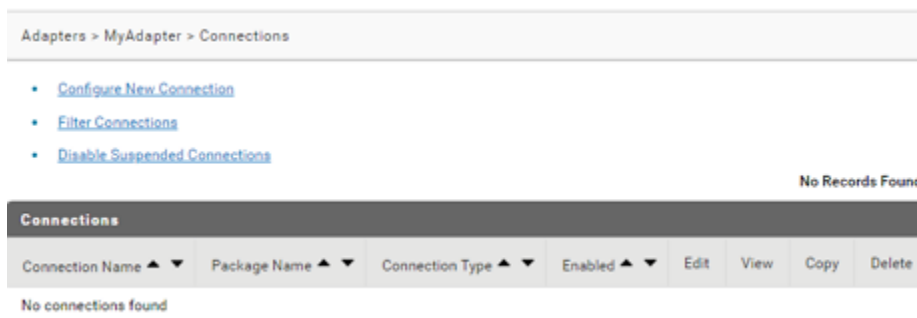 Adapters > MyAdapter > Connections
• Configure New Connection
• Filter Connections
• Disable Suspended Connections
No Records Found
Connections
Connection Name ▲ ▼ Package Name ▲ ▼ Connection Type ▲ ▼ Enabled ▲ ▼ Edit View Copy Delete
No connections found